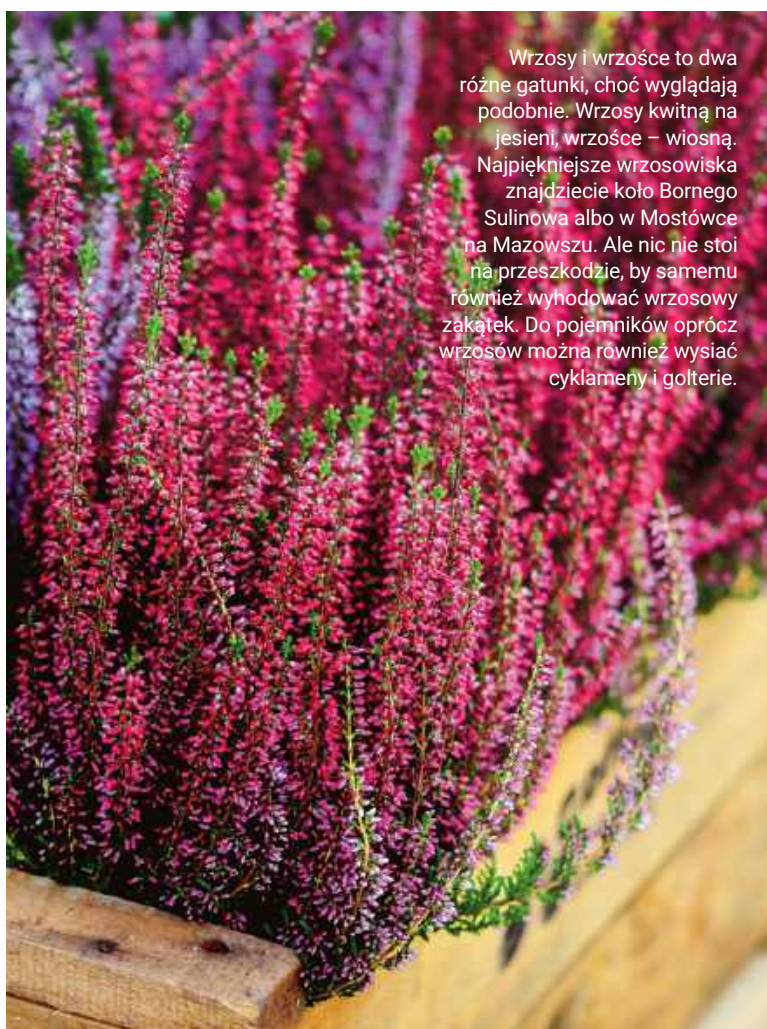 Wrzosy i wrzośce to dwa
różne gatunki, choć wyglądają
podobnie. Wrzosy kwitną na
jesieni, wrzośce – wiosną.
Najpiękniejsze wrzosowiska
znajdziecie koło Bornego
Sulinowa albo w Mostówce
na Mazowszu. Ale nic nie stoi
na przeszkodzie, by samemu
również wyhodować wrzosowy
zakątek. Do pojemników oprócz
wrzosów można również wysiać
cyklameny i golterie.